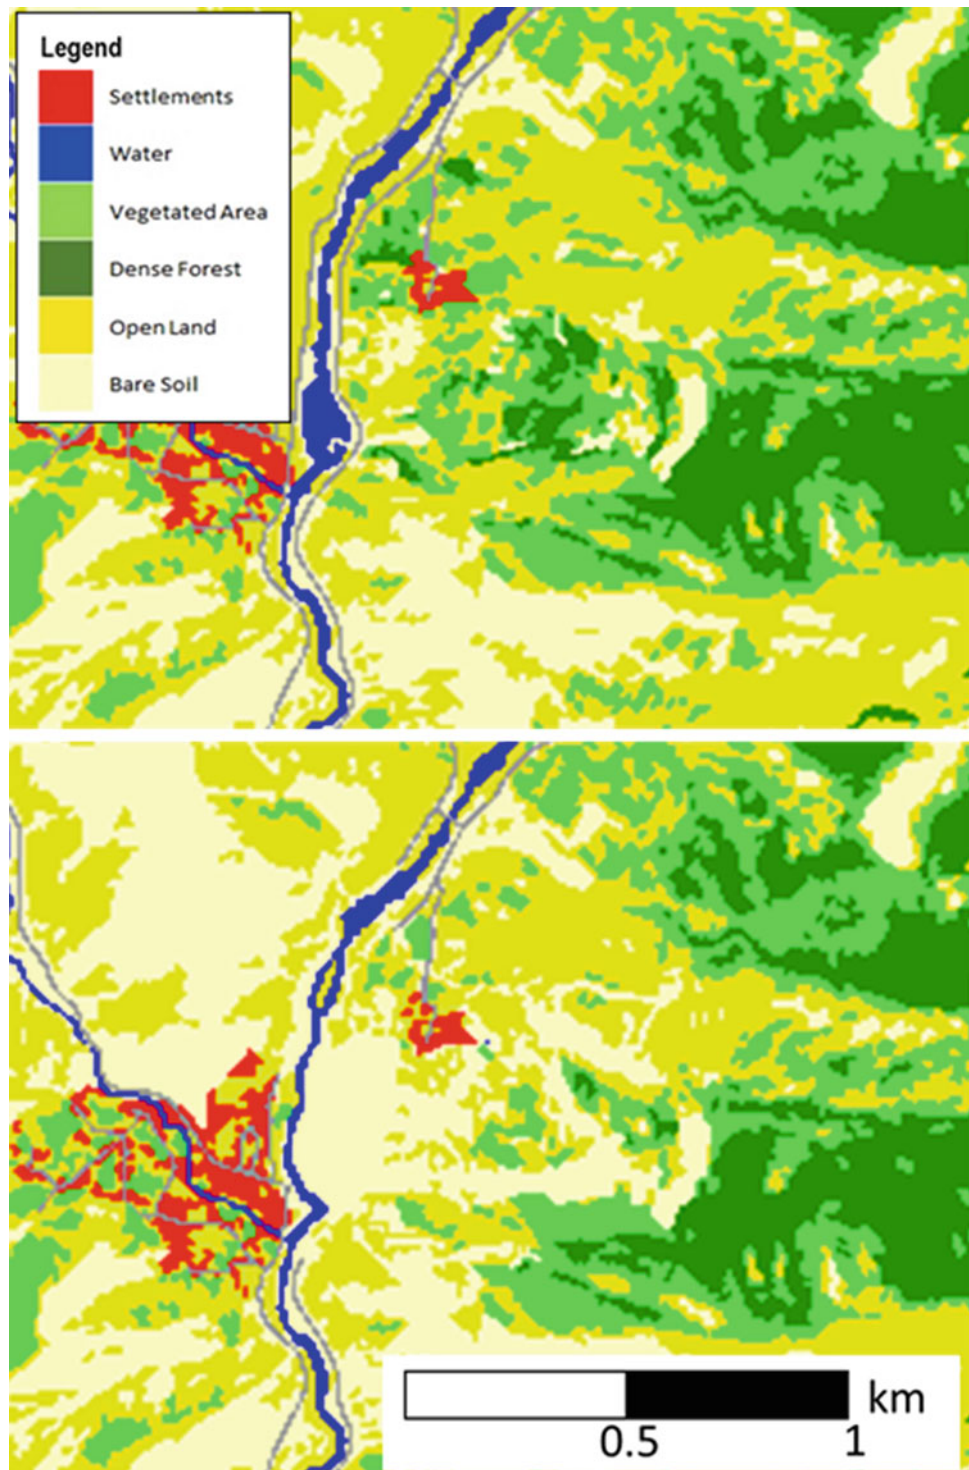 Legend
Settlements
Water
Vegetated Area
Dense Forest
Open Land
Bare Soil
km
0.5 1